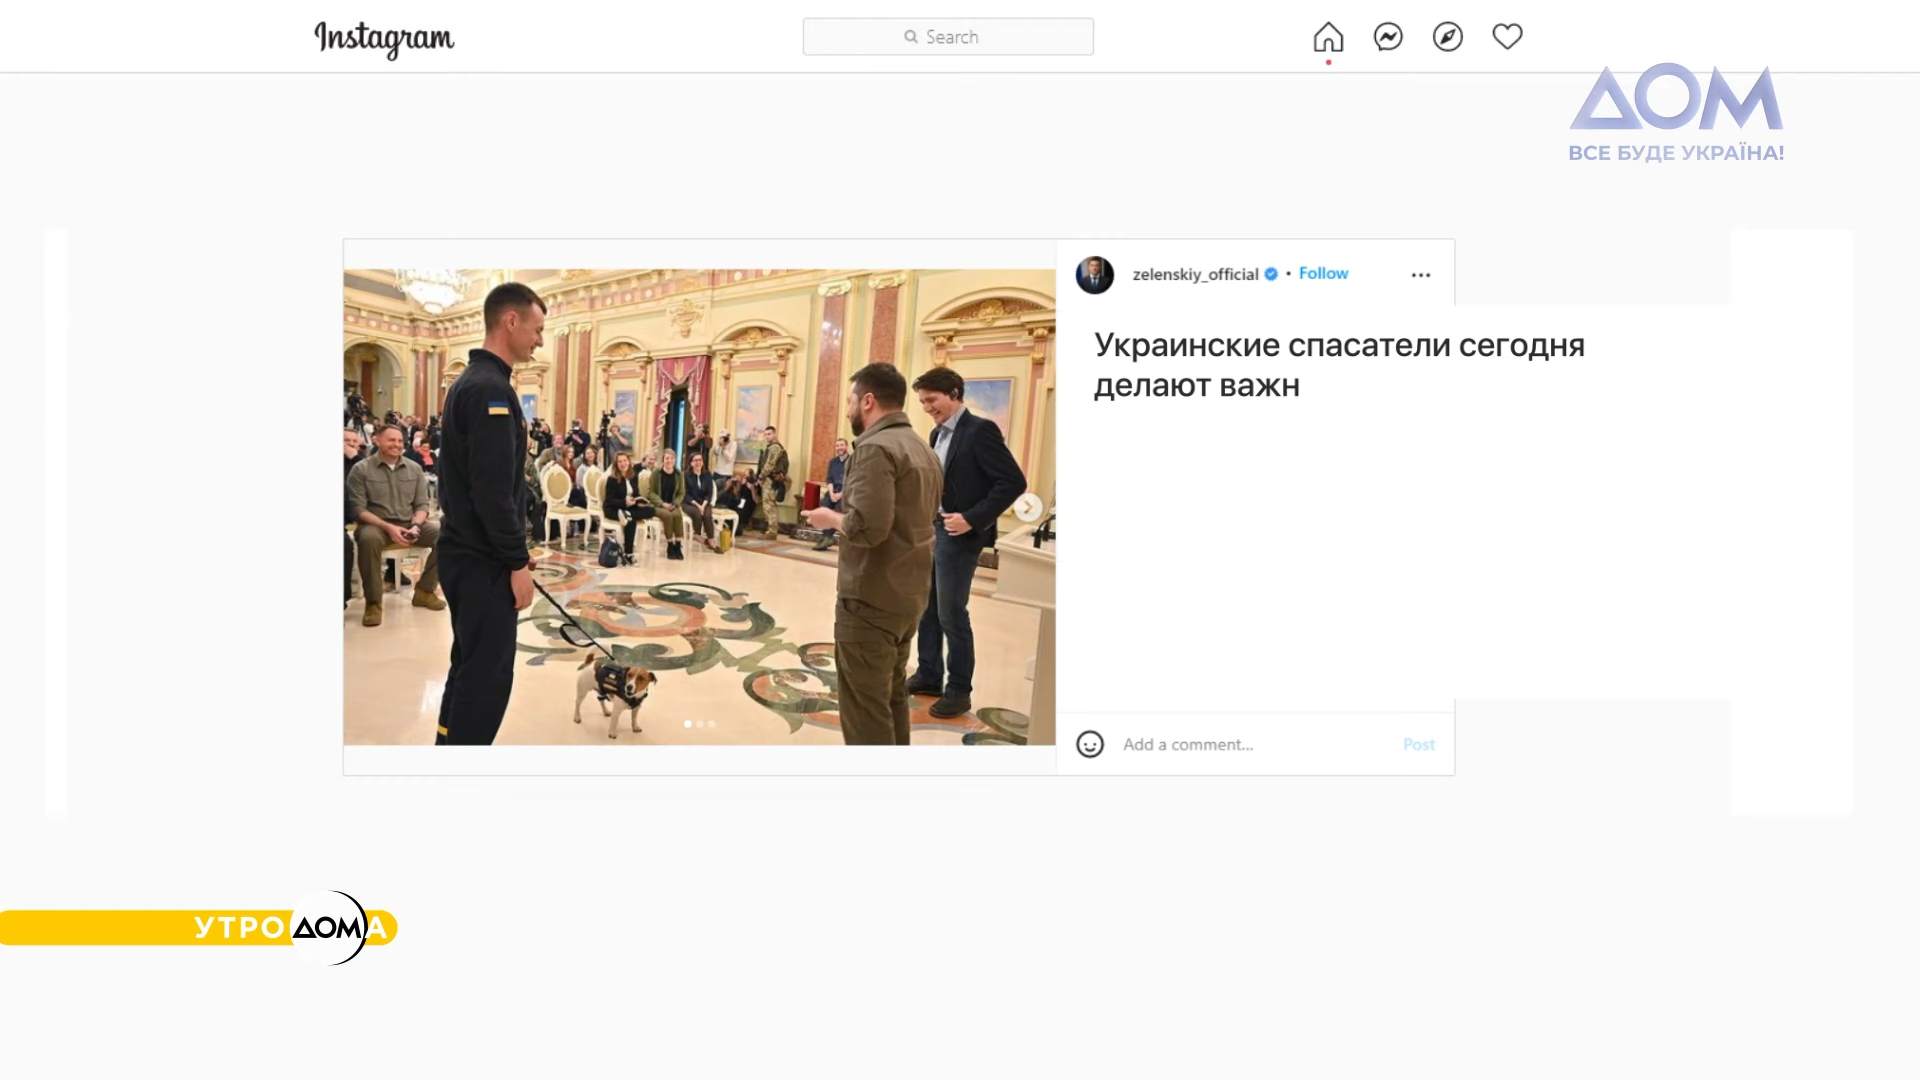 Instagram
Search
ДОМ
ВСЕ БУДЕ УКРАЇНА!
zelenskiy_official • Follow
Украинские спасатели сегодня
делают важн
Add a comment...
Post
УТРО ДОМА